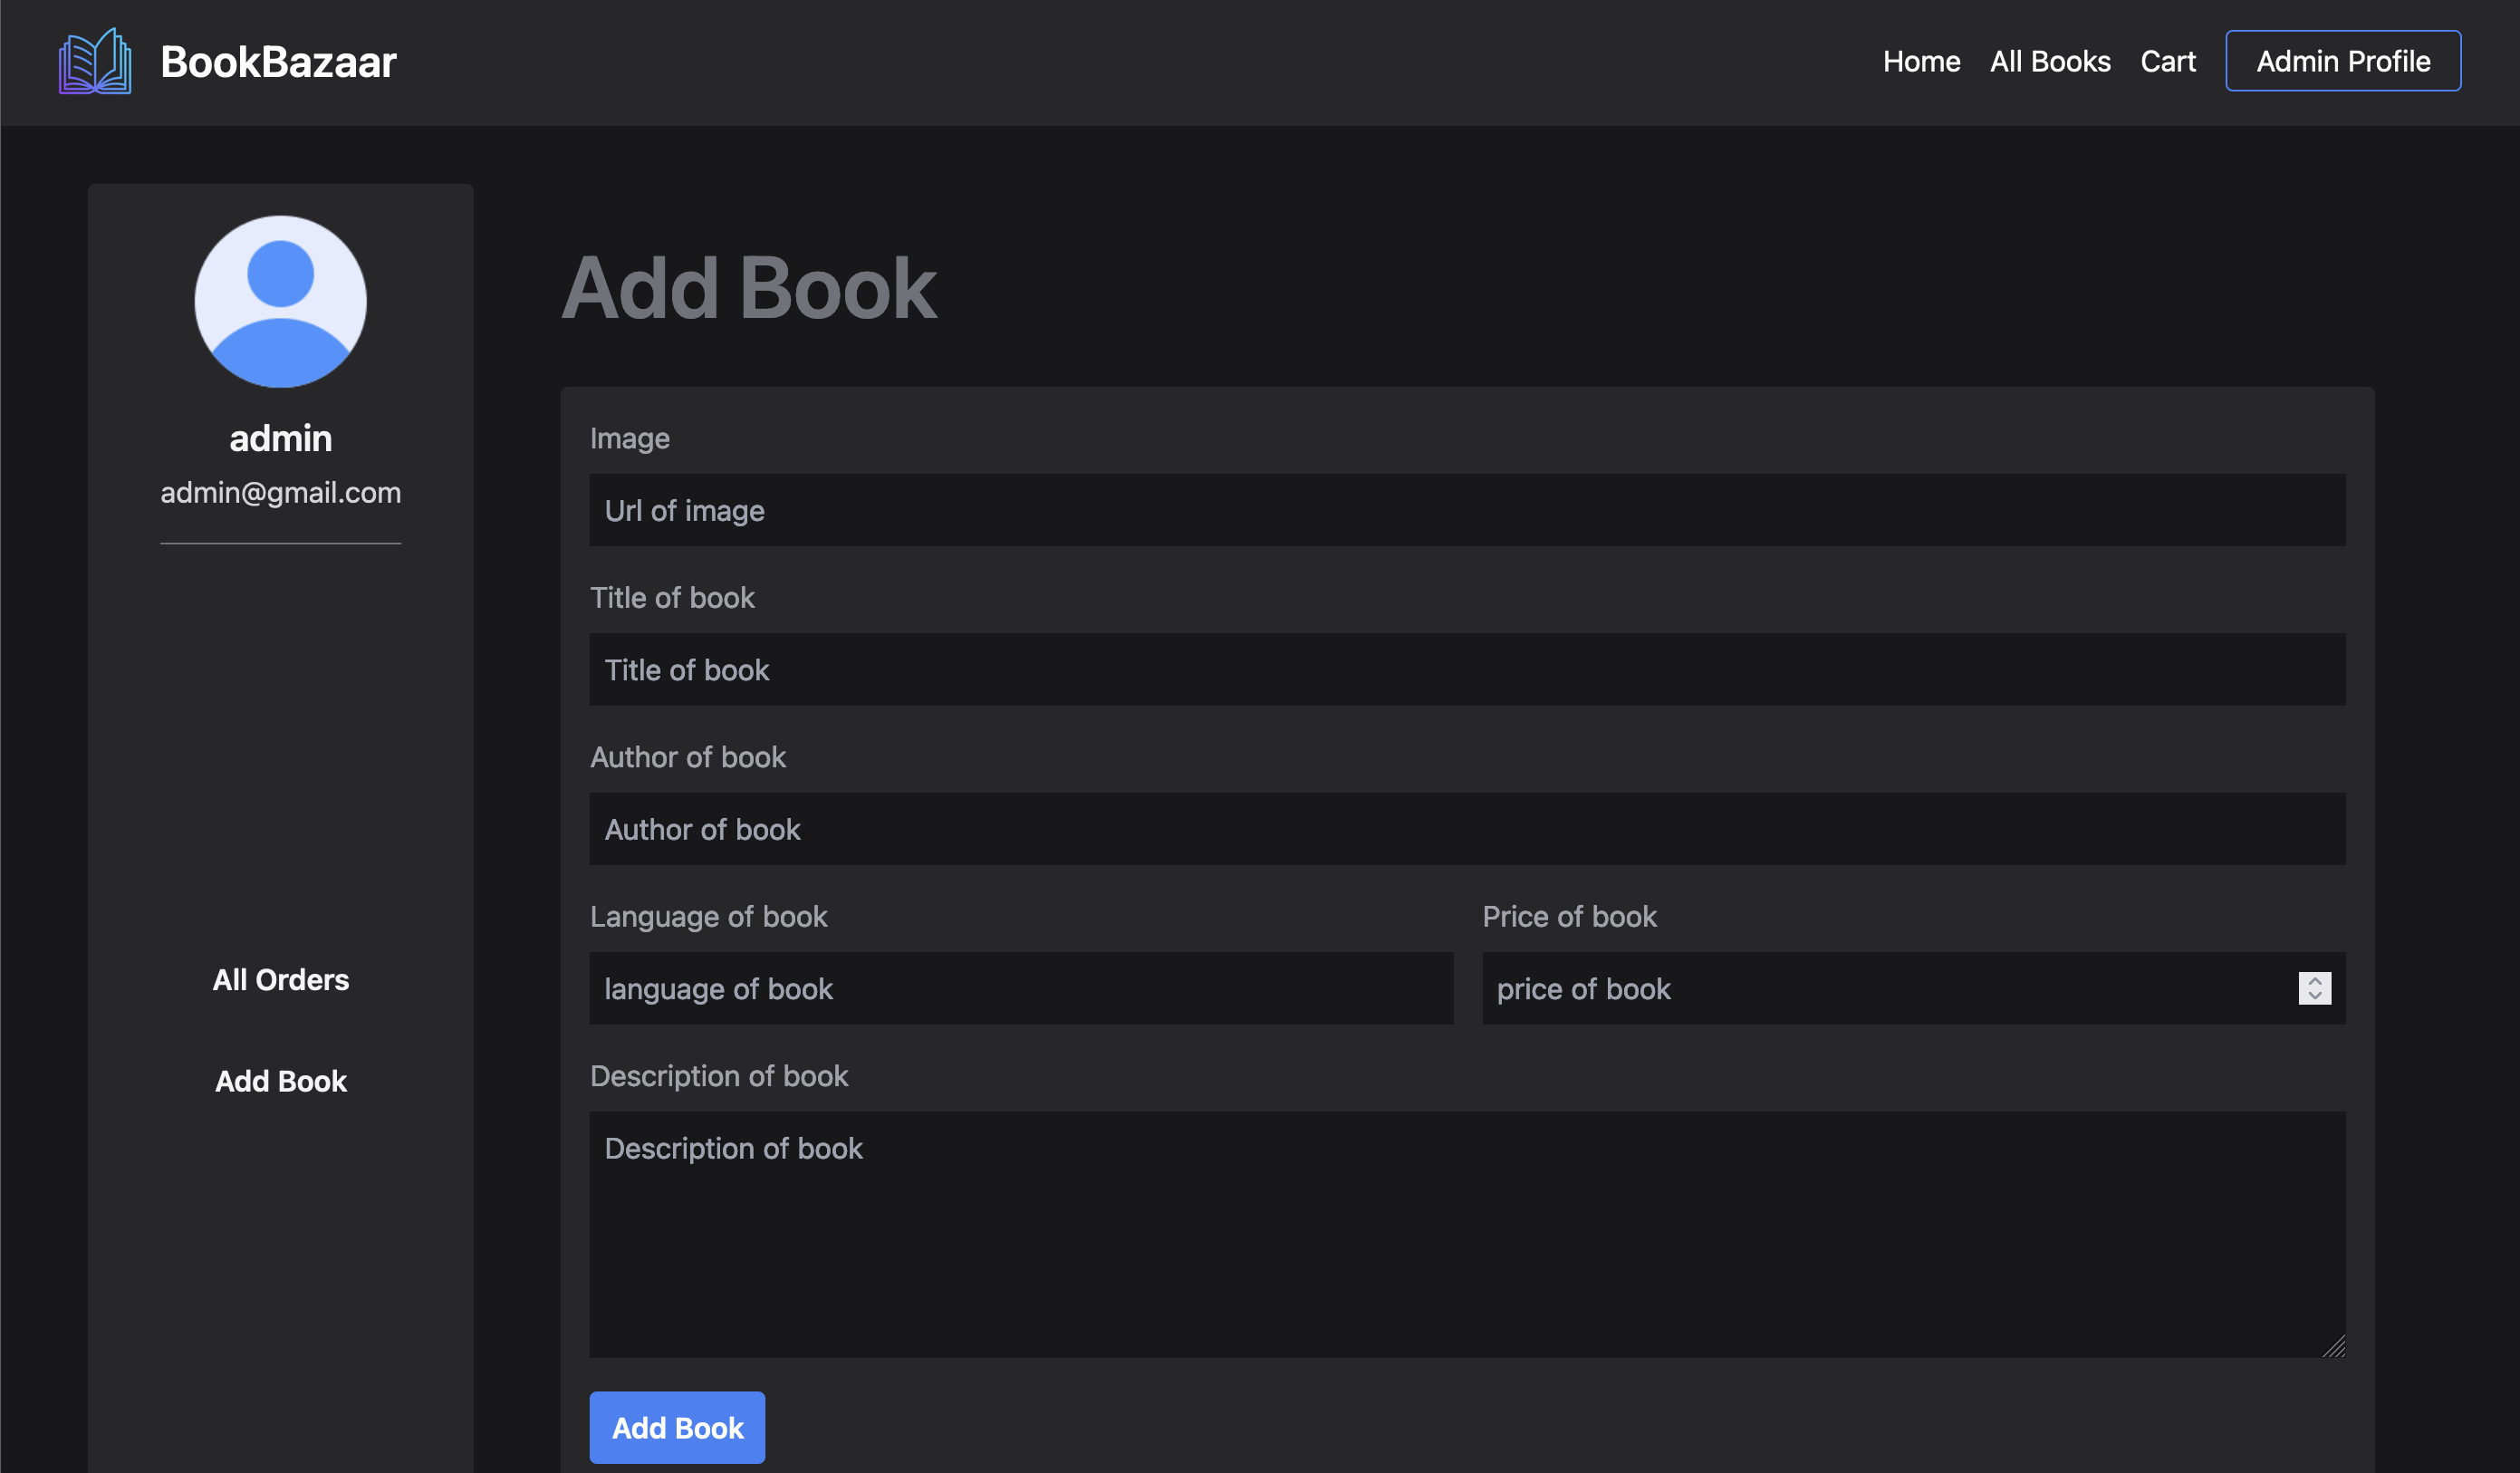 BookBazaar
Home All Books Cart Admin Profile
admin
admin@gmail.com
All Orders
Add Book
Add Book
Image
Url of image
Title of book
Title of book
Author of book
Author of book
Language of book
language of book
Price of book
price of book
Description of book
Description of book
Add Book